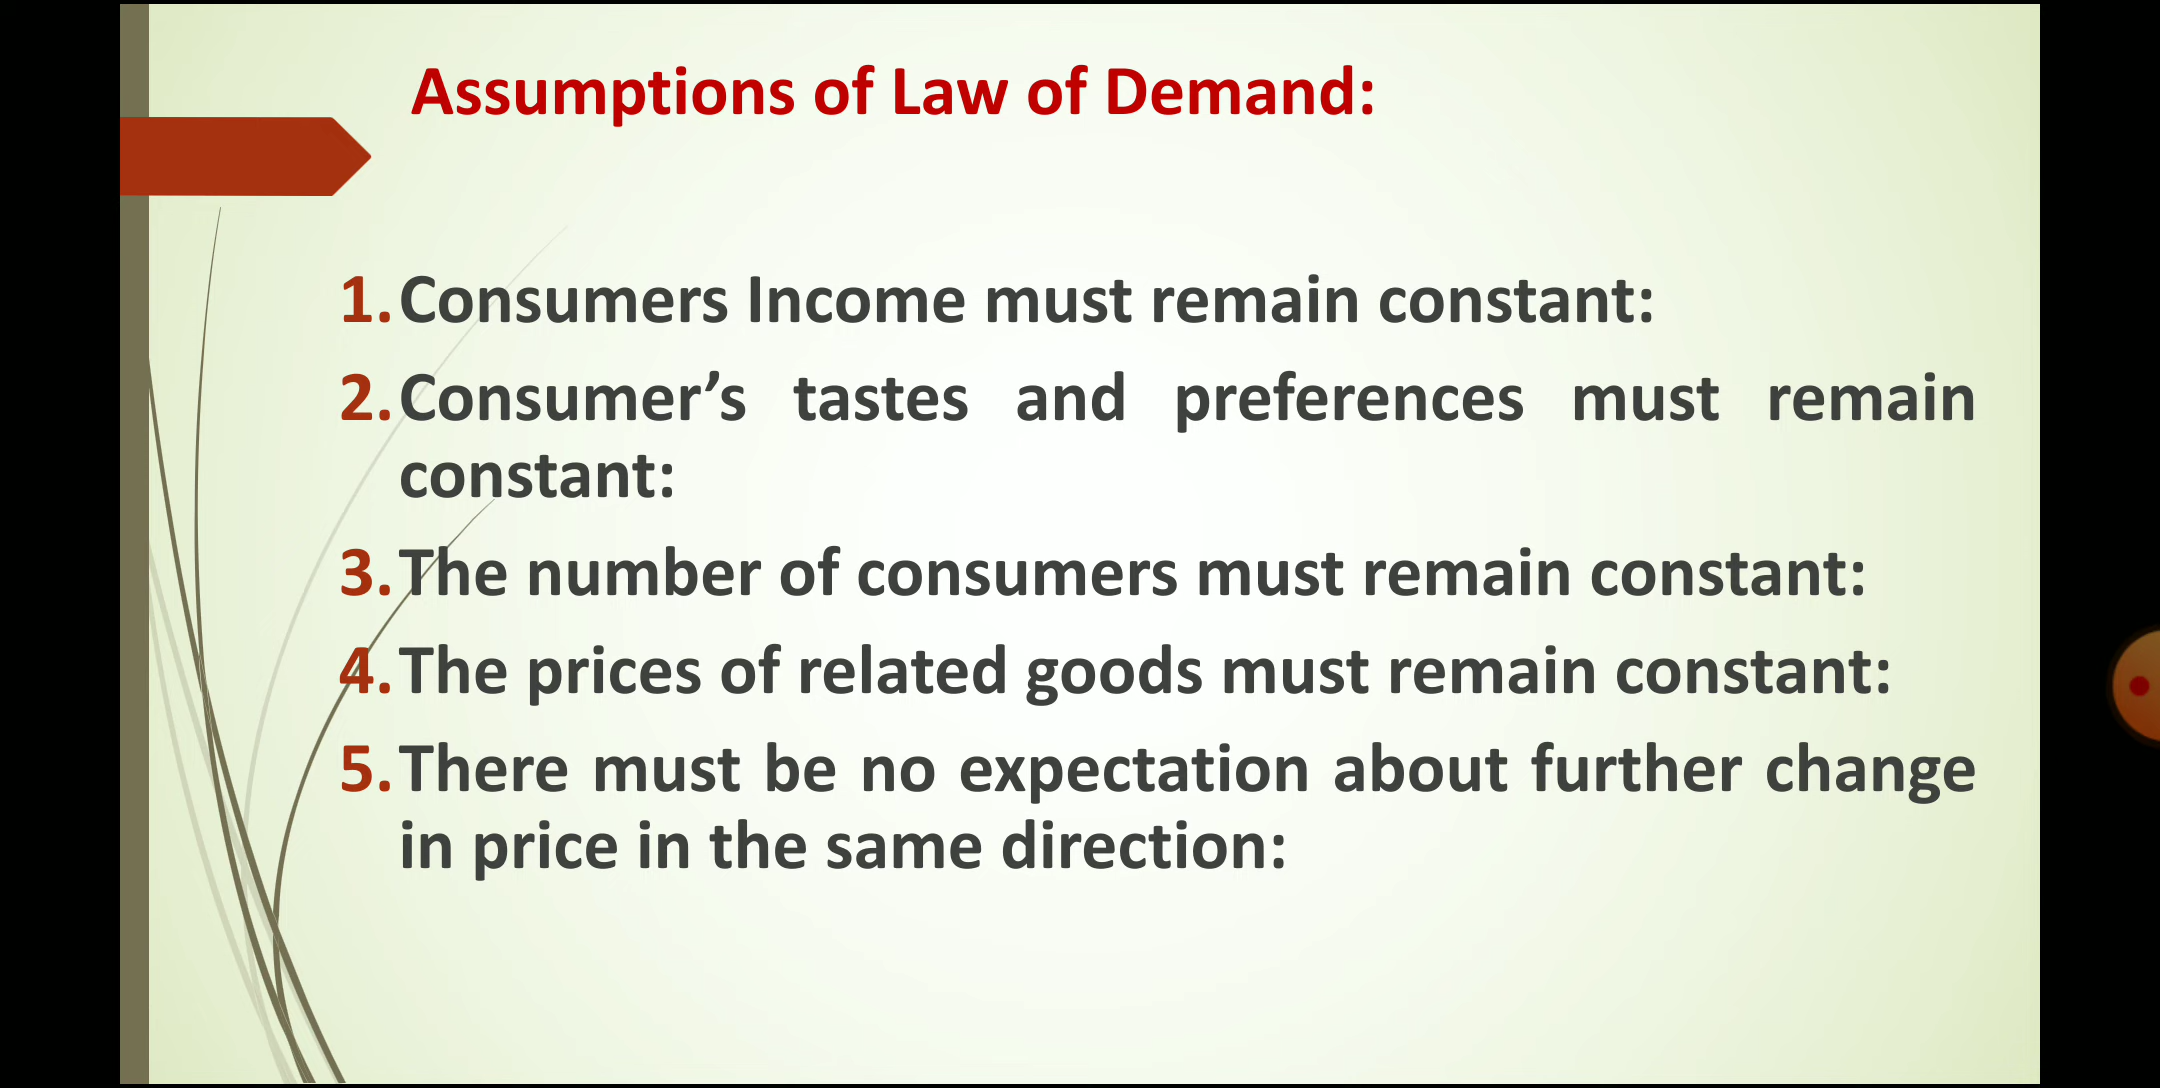 Assumptions of Law of Demand:
1. Consumers Income must remain constant:
2. Consumer’s tastes and preferences must remain
constant:
3. The number of consumers must remain constant:
4. The prices of related goods must remain constant:
5. There must be no expectation about further change
in price in the same direction: